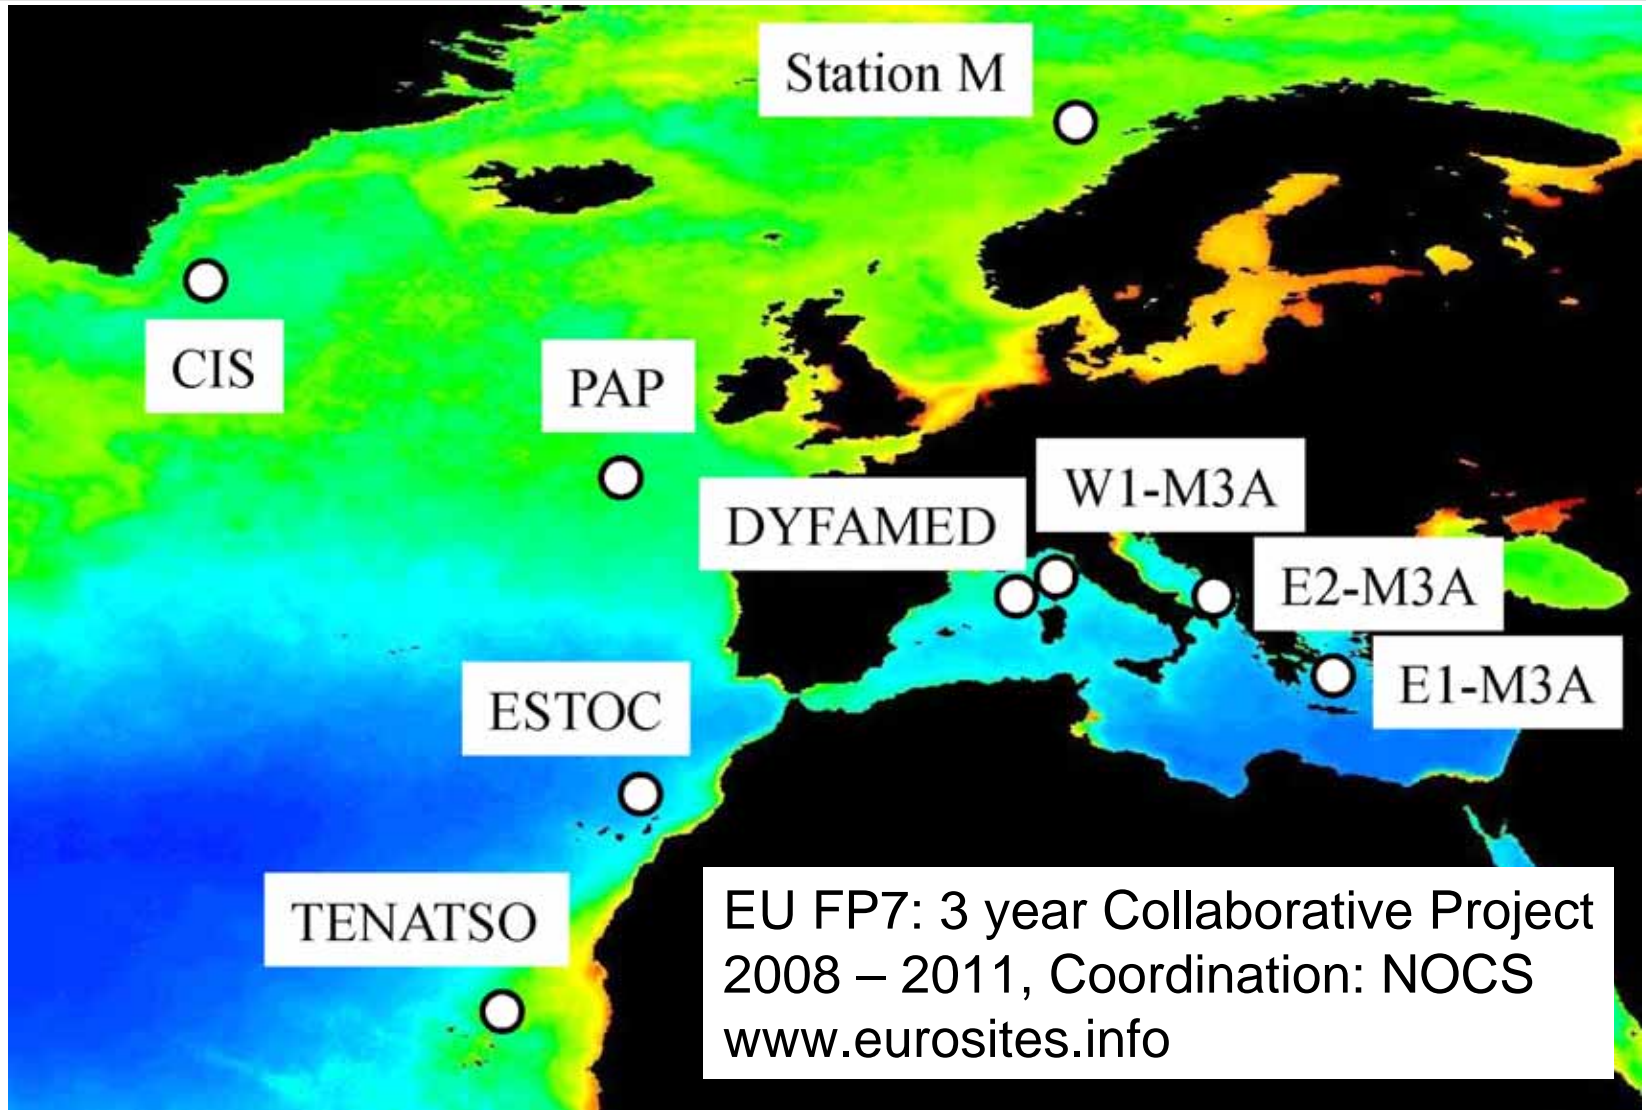 Station M
CIS
PAP
W1-M3A
DYFAMED
E2-M3A
E1-M3A
ESTOC
TENATSO
EU FP7: 3 year Collaborative Project
2008 – 2011, Coordination: NOCS
www.eurosites.info